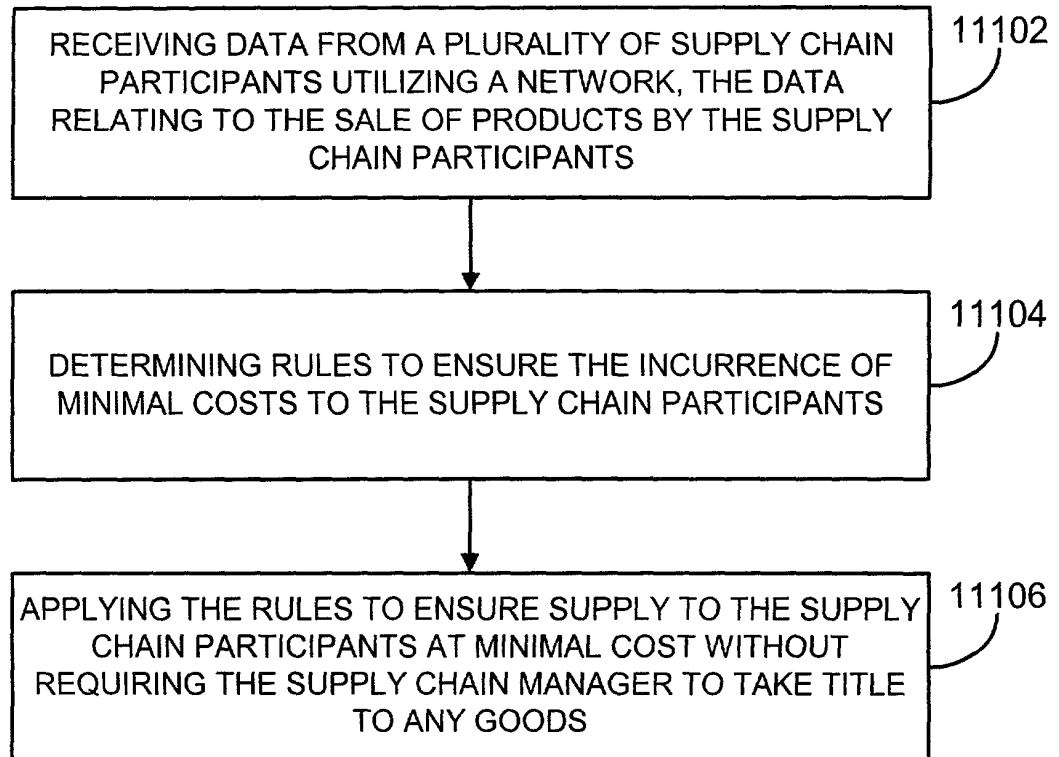 RECEIVING DATA FROM A PLURALITY OF SUPPLY CHAIN
PARTICIPANTS UTILIZING A NETWORK, THE DATA
RELATING TO THE SALE OF PRODUCTS BY THE SUPPLY
CHAIN PARTICIPANTS
11102
DETERMINING RULES TO ENSURE THE INCURRENCE OF
MINIMAL COSTS TO THE SUPPLY CHAIN PARTICIPANTS
11104
APPLYING THE RULES TO ENSURE SUPPLY TO THE SUPPLY
CHAIN PARTICIPANTS AT MINIMAL COST WITHOUT
REQUIRING THE SUPPLY CHAIN MANAGER TO TAKE TITLE
TO ANY GOODS
11106